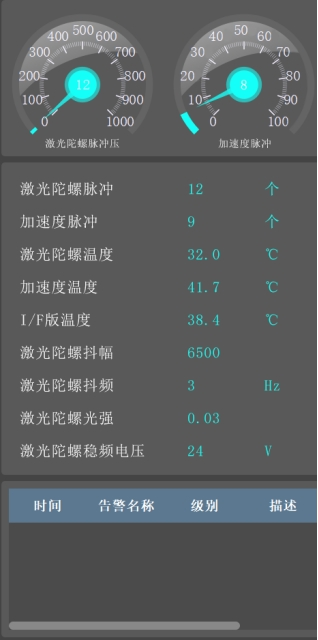 0 100 200 300 400 500 600 700 800 900 1000
12
激光陀螺脉冲压
0 10 20 30 40 50 60 70 80 90 100
8
加速度脉冲
激光陀螺脉冲 12 个
加速度脉冲 9 个
激光陀螺温度 32.0 ℃
加速度温度 41.7 ℃
I/F版温度 38.4 ℃
激光陀螺抖幅 6500
激光陀螺抖频 3 Hz
激光陀螺光强 0.03
激光陀螺稳频电压 24 V
时间 告警名称 级别 描述